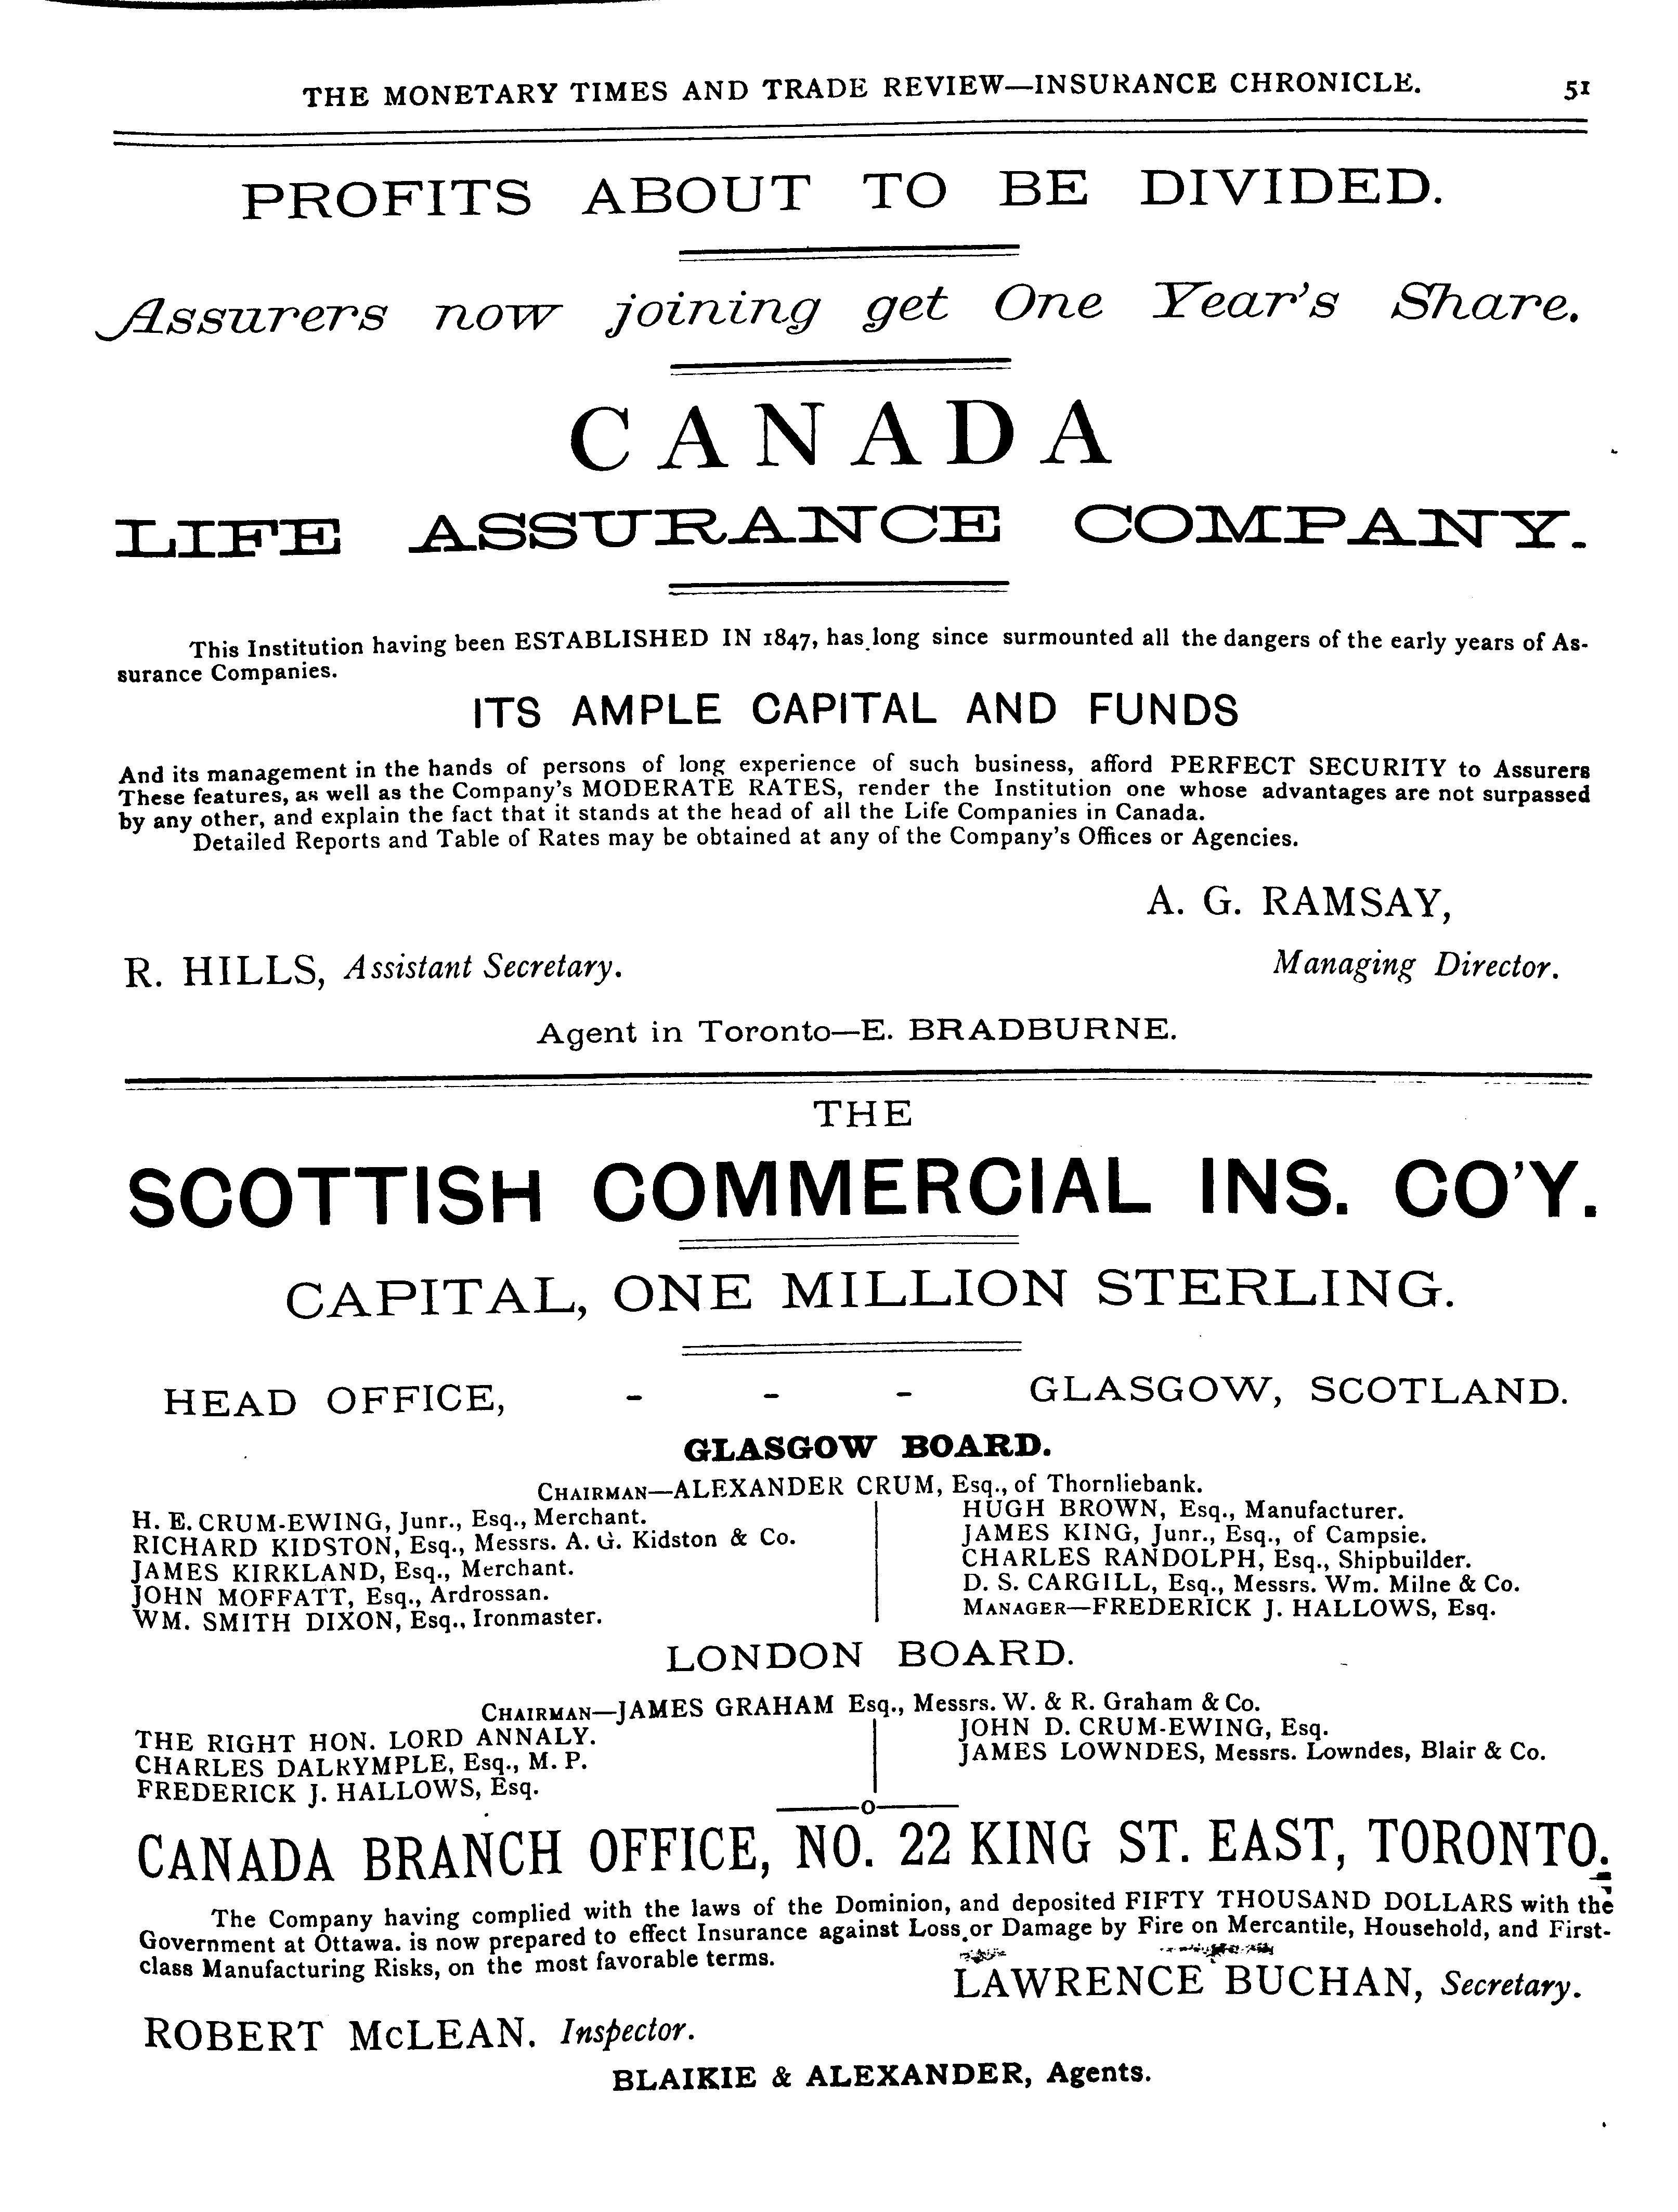 THE MONETARY TIMES AND TRADE REVIEW—INSURANCE CHRONICLE. 51
PROFITS ABOUT TO BE DIVIDED.
Assurers now joining get One Year's Share.
CANADA
LIFE ASSURANCE COMPANY.
This Institution having been ESTABLISHED IN 1847, has long since surmounted all the dangers of the early years of As-
surance Companies.
ITS AMPLE CAPITAL AND FUNDS
And its management in the hands of persons of long experience of such business, afford PERFECT SECURITY to Assurers
These features, as well as the Company's MODERATE RATES, render the Institution one whose advantages are not surpassed
by any other, and explain the fact that it stands at the head of all the Life Companies in Canada.
Detailed Reports and Table of Rates may be obtained at any of the Company's Offices or Agencies.
A. G. RAMSAY,
R. HILLS, Assistant Secretary. Managing Director.
Agent in Toronto—E. BRADBURNE.
THE
SCOTTISH COMMERCIAL INS. CO'Y.
CAPITAL, ONE MILLION STERLING.
HEAD OFFICE, - - - GLASGOW, SCOTLAND.
GLASGOW BOARD.
CHAIRMAN—ALEXANDER CRUM, Esq., of Thornliebank.
H. E. CRUM-EWING, Junr., Esq., Merchant.
RICHARD KIDSTON, Esq., Messrs. A. G. Kidston & Co.
JAMES KIRKLAND, Esq., Merchant.
JOHN MOFFATT, Esq., Ardrossan.
WM. SMITH DIXON, Esq., Ironmaster.
HUGH BROWN, Esq., Manufacturer.
JAMES KING, Junr., Esq., of Campsie.
CHARLES RANDOLPH, Esq., Shipbuilder.
D. S. CARGILL, Esq., Messrs. Wm. Milne & Co.
MANAGER—FREDERICK J. HALLOWS, Esq.
LONDON BOARD.
CHAIRMAN—JAMES GRAHAM Esq., Messrs. W. & R. Graham & Co.
THE RIGHT HON. LORD ANNALY.
CHARLES DALRYMPLE, Esq., M. P.
FREDERICK J. HALLOWS, Esq.
JOHN D. CRUM-EWING, Esq.
JAMES LOWNDES, Messrs. Lowndes, Blair & Co.
CANADA BRANCH OFFICE, NO. 22 KING ST. EAST, TORONTO.
The Company having complied with the laws of the Dominion, and deposited FIFTY THOUSAND DOLLARS with the
Government at Ottawa. is now prepared to effect Insurance against Loss or Damage by Fire on Mercantile, Household, and First-
class Manufacturing Risks, on the most favorable terms.
LAWRENCE BUCHAN, Secretary.
ROBERT McLEAN. Inspector.
BLAIKIE & ALEXANDER, Agents.